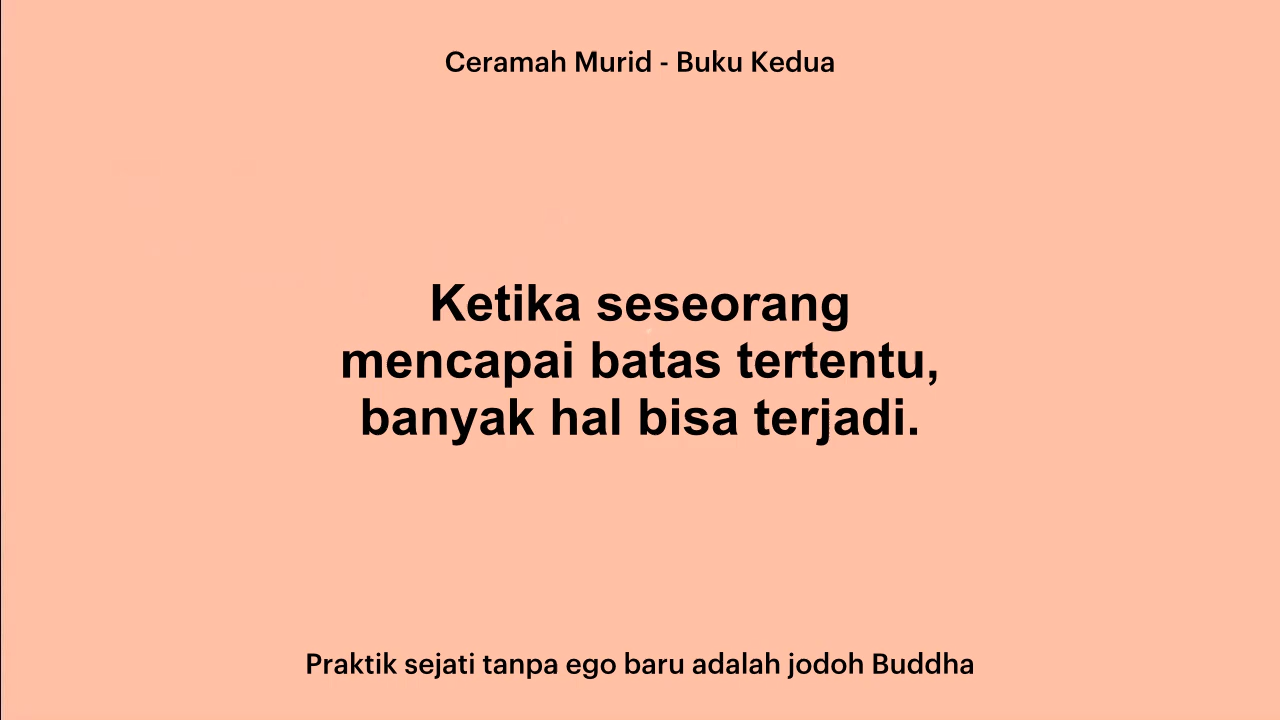 Ceramah Murid - Buku Kedua
Ketika seseorang
mencapai batas tertentu,
banyak hal bisa terjadi.
Praktik sejati tanpa ego baru adalah jodoh Buddha